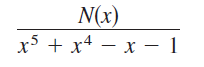 N(x)
x⁵ + x⁴ − x − 1